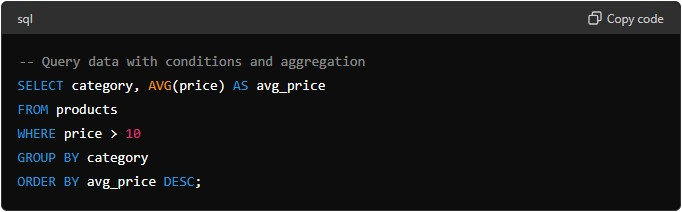 sql
Copy code
-- Query data with conditions and aggregation
SELECT category, AVG(price) AS avg_price
FROM products
WHERE price > 10
GROUP BY category
ORDER BY avg_price DESC;